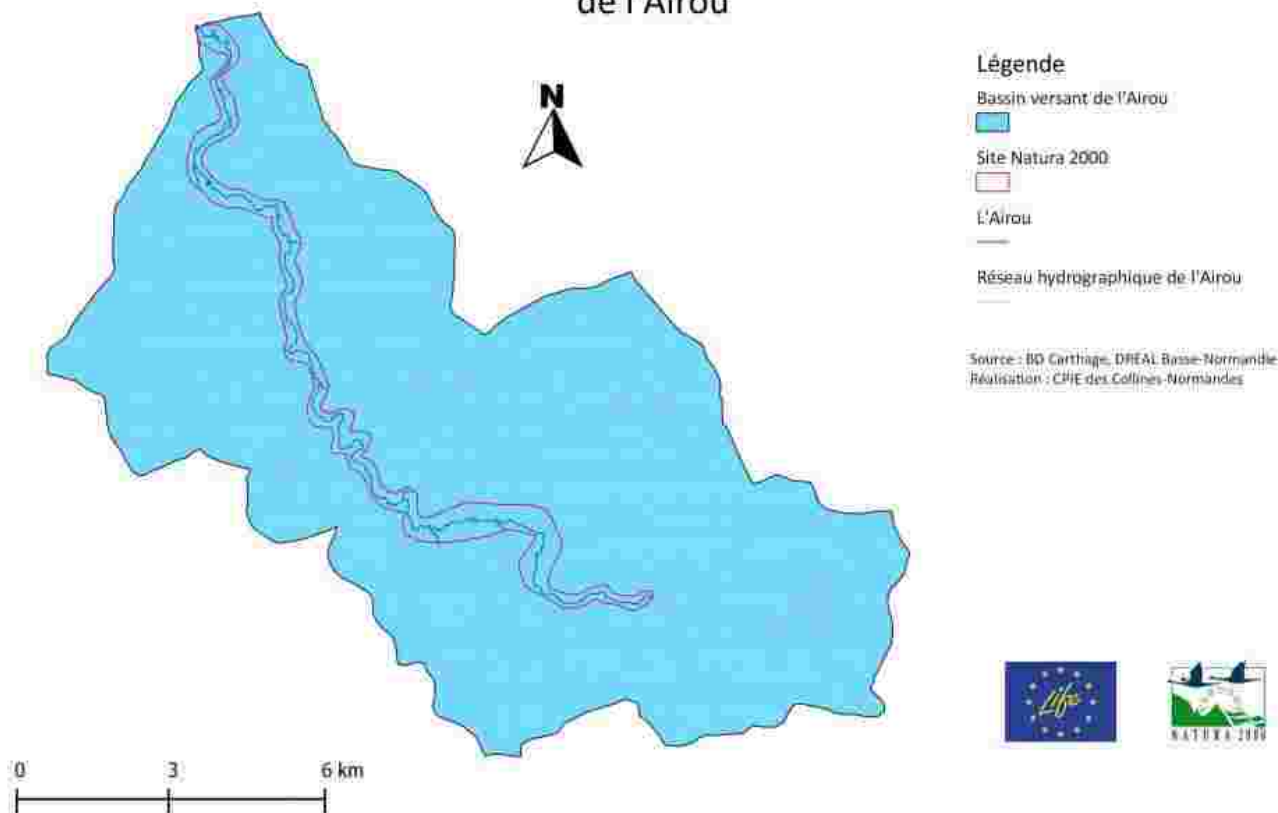 de l'Airou
N
Légende
Bassin versant de l'Airou
Site Natura 2000
L'Airou
Réseau hydrographique de l'Airou
Source : BD Carthage, DREAL Basse-Normandie
Réalisation : CPIE des Collines-Normandes
Life
NATURA 2000
0 3 6 km